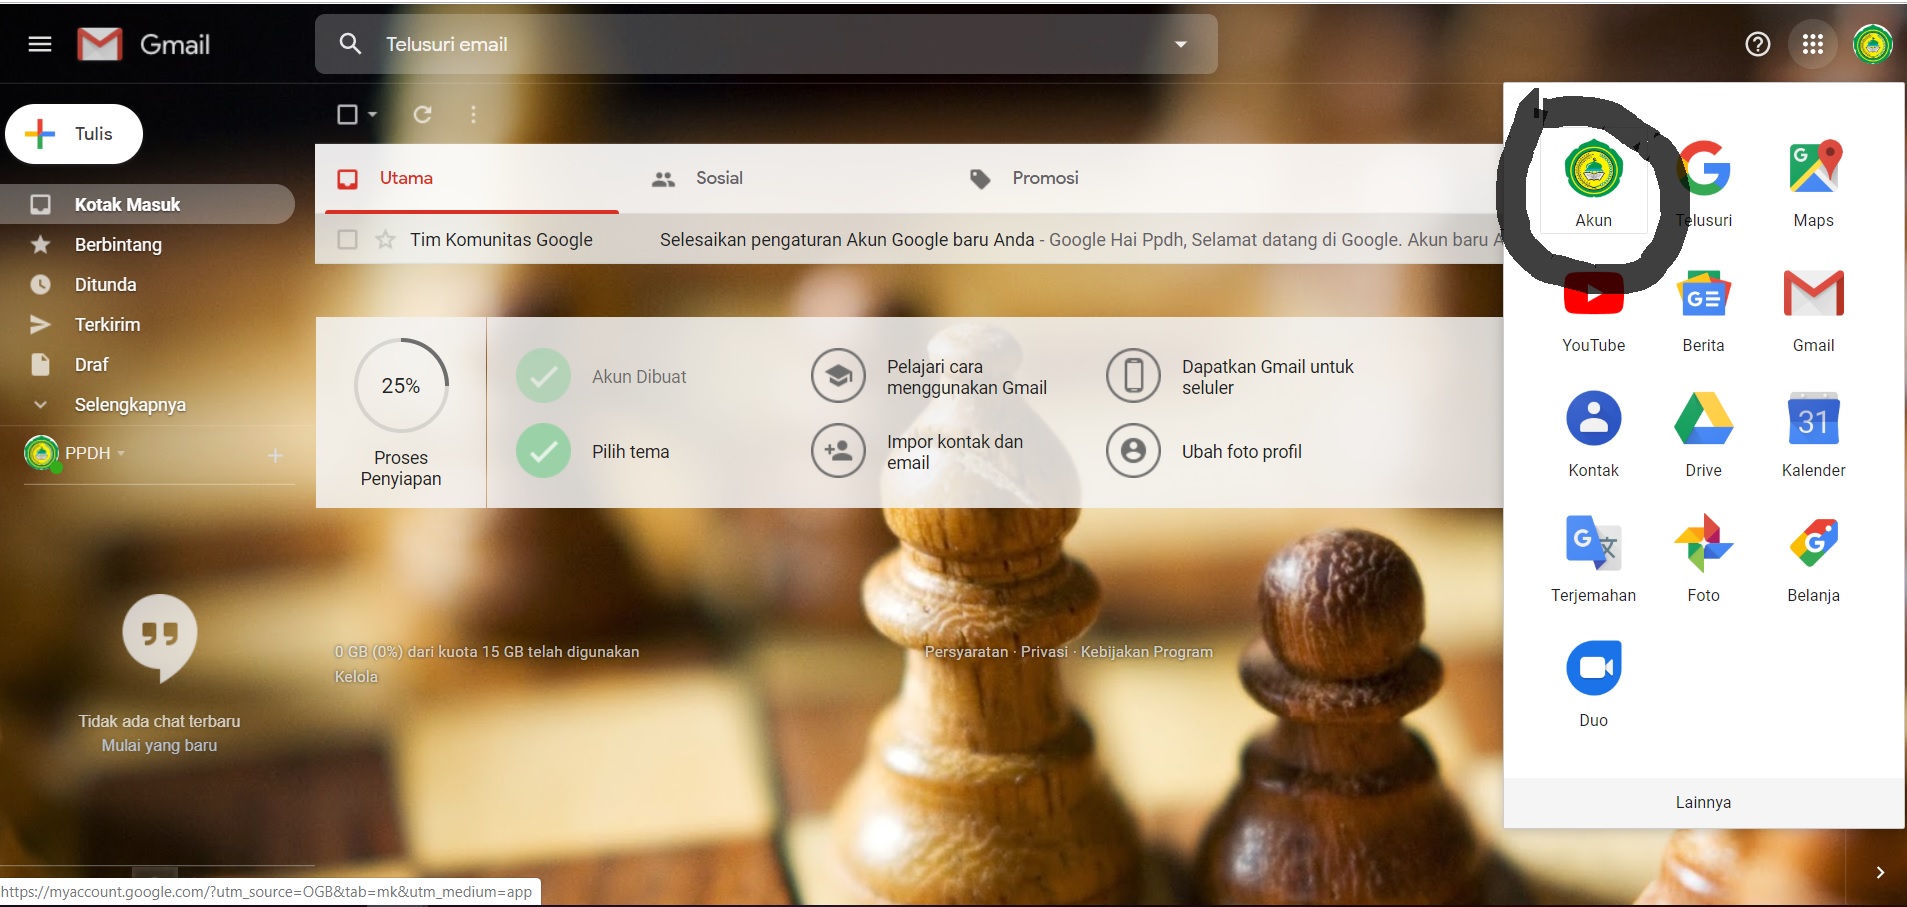 Gmail
Telusuri email
Tulis
Kotak Masuk
Berbintang
Ditunda
Terkirim
Draf
Selengkapnya
PPDH
Tidak ada chat terbaru
Mulai yang baru
Utama
Sosial
Promosi
Tim Komunitas Google
Selesaikan pengaturan Akun Google baru Anda - Google Hai Ppdh, Selamat datang di Google. Akun baru A
25%
Proses
Penyiapan
Akun Dibuat
Pelajari cara
menggunakan Gmail
Dapatkan Gmail untuk
seluler
Pilih tema
Impor kontak dan
email
Ubah foto profil
0 GB (0%) dari kuota 15 GB telah digunakan
Kelola
Persyaratan · Privasi · Kebijakan Program
Akun
Telusuri
Maps
YouTube
Berita
Gmail
Kontak
Drive
31
Kalender
Terjemahan
Foto
Belanja
Duo
Lainnya
https://myaccount.google.com/?utm_source=OGB&tab=mk&utm_medium=app